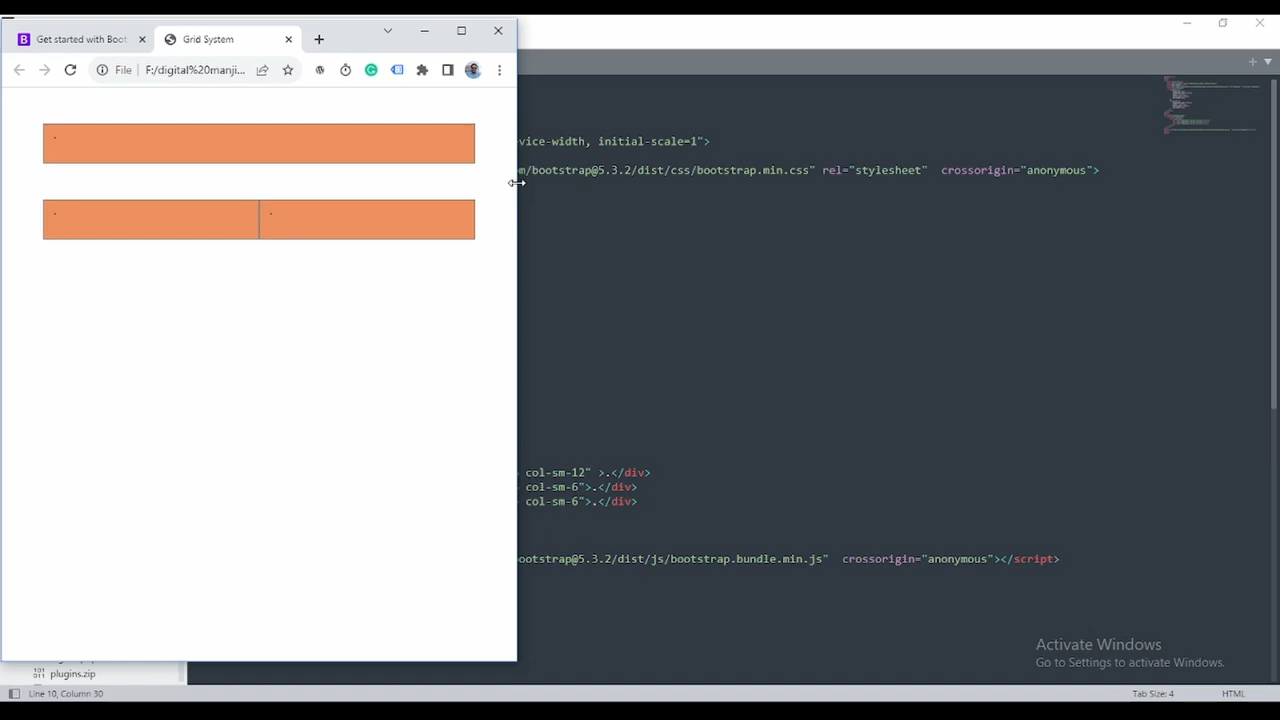 Get started with Boot
Grid System
File
F:/digital%20manji...
vice-width, initial-scale=1">
m/bootstrap@5.3.2/dist/css/bootstrap.min.css" rel="stylesheet" crossorigin="anonymous">
.
.
.
col-sm-12" >.</div>
col-sm-6">.</div>
col-sm-6">.</div>
ootstrap@5.3.2/dist/js/bootstrap.bundle.min.js" crossorigin="anonymous"></script>
Activate Windows
Go to Settings to activate Windows.
plugins.zip
Line 10, Column 30
Tab Size: 4
HTML